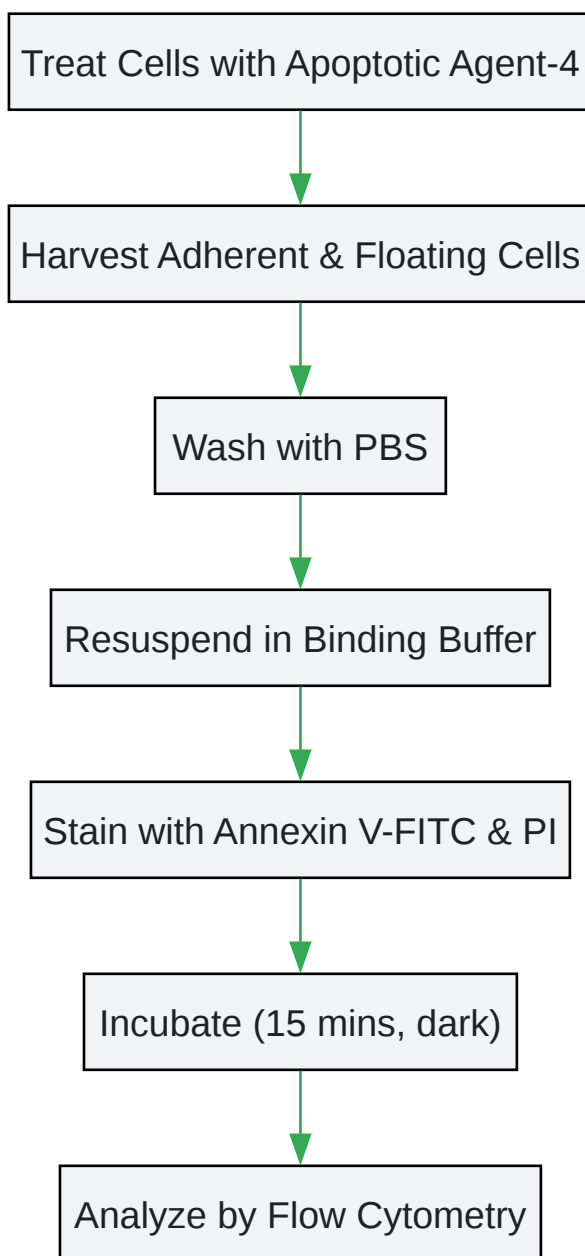 Treat Cells with Apoptotic Agent-4
Harvest Adherent & Floating Cells
Wash with PBS
Resuspend in Binding Buffer
Stain with Annexin V-FITC & PI
Incubate (15 mins, dark)
Analyze by Flow Cytometry